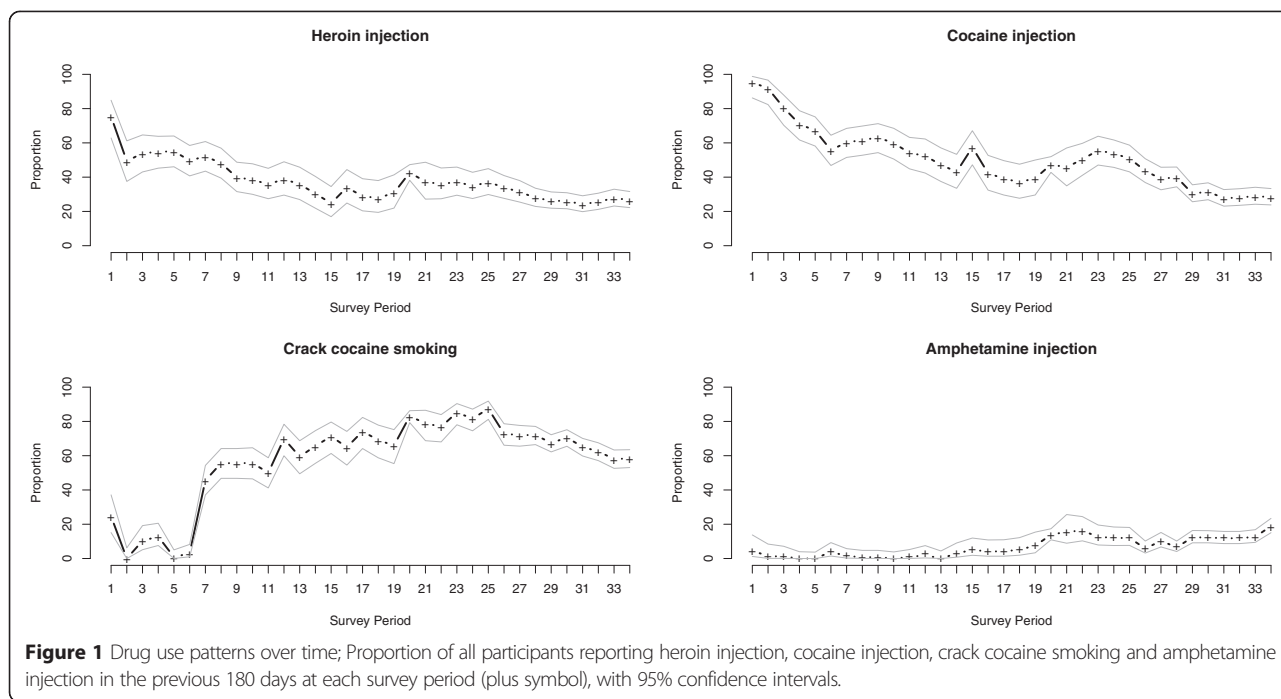 Heroin injection
Proportion
0 20 40 60 80 100
1 3 5 7 9 11 13 15 17 19 21 23 25 27 29 31 33
Survey Period
Cocaine injection
Proportion
0 20 40 60 80 100
1 3 5 7 9 11 13 15 17 19 21 23 25 27 29 31 33
Survey Period
Crack cocaine smoking
Proportion
0 20 40 60 80 100
1 3 5 7 9 11 13 15 17 19 21 23 25 27 29 31 33
Survey Period
Amphetamine injection
Proportion
0 20 40 60 80 100
1 3 5 7 9 11 13 15 17 19 21 23 25 27 29 31 33
Survey Period
Figure 1 Drug use patterns over time; Proportion of all participants reporting heroin injection, cocaine injection, crack cocaine smoking and amphetamine
injection in the previous 180 days at each survey period (plus symbol), with 95% confidence intervals.